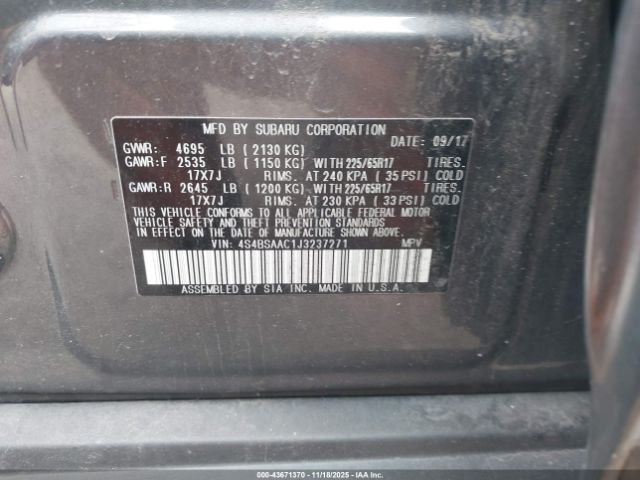 MFD BY SUBARU CORPORATION
DATE: 09/17
GVWR: 4695 LB ( 2130 KG)
GAWR:F 2535 LB ( 1150 KG) WITH 225/65R17 TIRES.
17X7J RIMS. AT 240 KPA ( 35 PSI) COLD
GAWR:R 2645 LB ( 1200 KG) WITH 225/65R17 TIRES.
17X7J RIMS. AT 230 KPA ( 33 PSI) COLD
THIS VEHICLE CONFORMS TO ALL APPLICABLE FEDERAL MOTOR
VEHICLE SAFETY, BUMPER, AND THEFT PREVENTION STANDARDS
IN EFFECT ON THE DATE OF MANUFACTURE SHOWN ABOVE.
VIN: 4S4BSAAC1J3237271 MPV
ASSEMBLED BY SIA INC. MADE IN U.S.A.
000-43671370 11/18/2025 COPYRIGHT IAA, LLC.